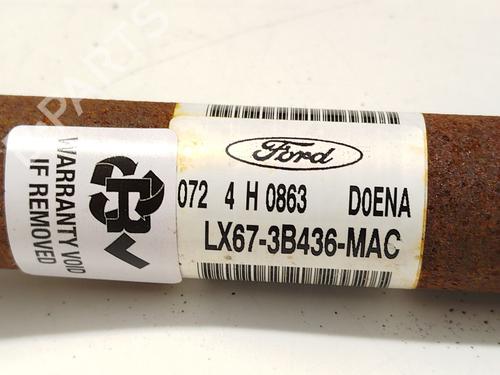 WARRANTY VOID
IF REMOVED
Ford
072 4 H 0863 D0ENA
LX67-3B436-MAC